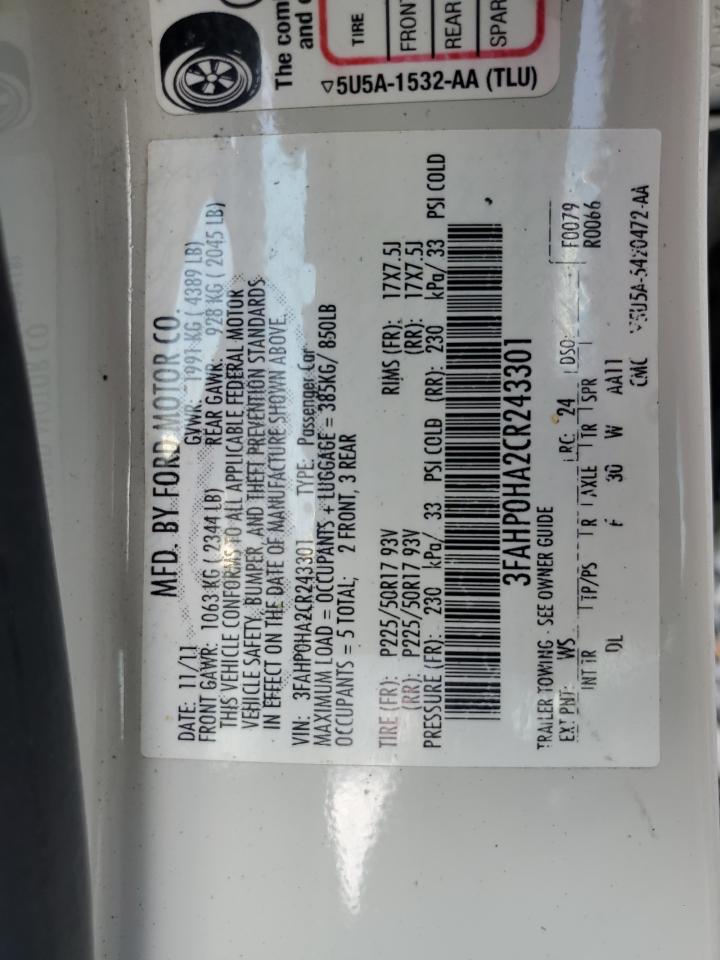 The com
and c
TIRE
FRONT
REAR
SPAR
▽5U5A-1532-AA (TLU)
MFD. BY FORD MOTOR CO.
DATE: 11/11 GVWR: 1991 KG ( 4389 LB)
FRONT GAWR: 1063 KG ( 2344 LB) REAR GAWR: 928 KG ( 2045 LB)
THIS VEHICLE CONFORMS TO ALL APPLICABLE FEDERAL MOTOR
VEHICLE SAFETY, BUMPER, AND THEFT PREVENTION STANDARDS
IN EFFECT ON THE DATE OF MANUFACTURE SHOWN ABOVE.
VIN: 3FAHP0HA2CR243301 TYPE: Passenger Car
MAXIMUM LOAD = OCCUPANTS + LUGGAGE = 385KG/ 850LB
OCCUPANTS = 5 TOTAL; 2 FRONT, 3 REAR
TIRE (FR): P225/50R17 93V RIMS (FR): 17X7.5J
(RR): P225/50R17 93V (RR): 17X7.5J
PRESSURE (FR): 230 kPa/ 33 PSI COLD (RR): 230 kPa/ 33 PSI COLD
3FAHP0HA2CR243301
TRAILER TOWING - SEE OWNER GUIDE
EXT PNT: WS RC: 24 DSO: F0079
INT TR TP/PS R AXLE TR SPR R0066
DL 30 W AA11
CMC ▽5U5A-5420472-AA